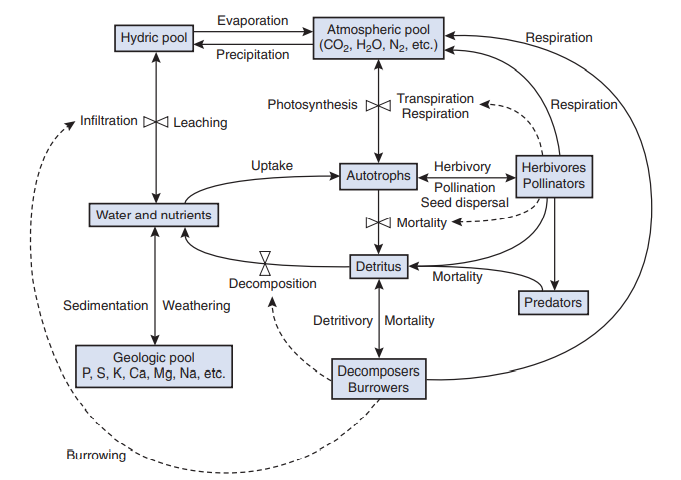 Evaporation
Hydric pool
Atmospheric pool
(CO₂, H₂O, N₂, etc.)
Respiration
Precipitation
Photosynthesis
Transpiration
Respiration
Respiration
Infiltration
Leaching
Uptake
Autotrophs
Herbivory
Pollination
Seed dispersal
Herbivores
Pollinators
Water and nutrients
Mortality
Detritus
Mortality
Decomposition
Predators
Sedimentation
Weathering
Detritivory
Mortality
Geologic pool
P, S, K, Ca, Mg, Na, etc.
Decomposers
Burrowers
Burrowing